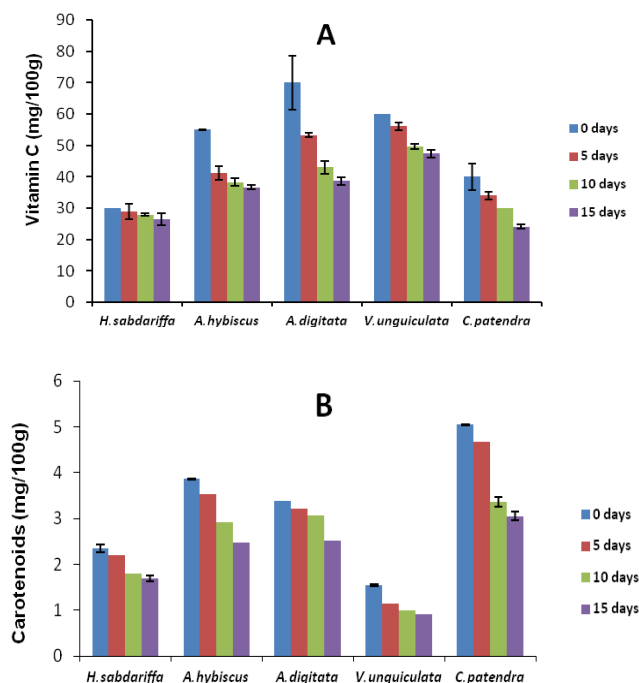 A
Vitamin C (mg/100g)
90
80
70
60
50
40
30
20
10
0
H.sabdariffa A.hybiscus A.digitata V.unguiculata C.patendra
0 days
5 days
10 days
15 days
B
Carotenoids (mg/100g)
6
5
4
3
2
1
0
H.sabdariffa A.hybiscus A.digitata V.unguiculata C.patendra
0 days
5 days
10 days
15 days